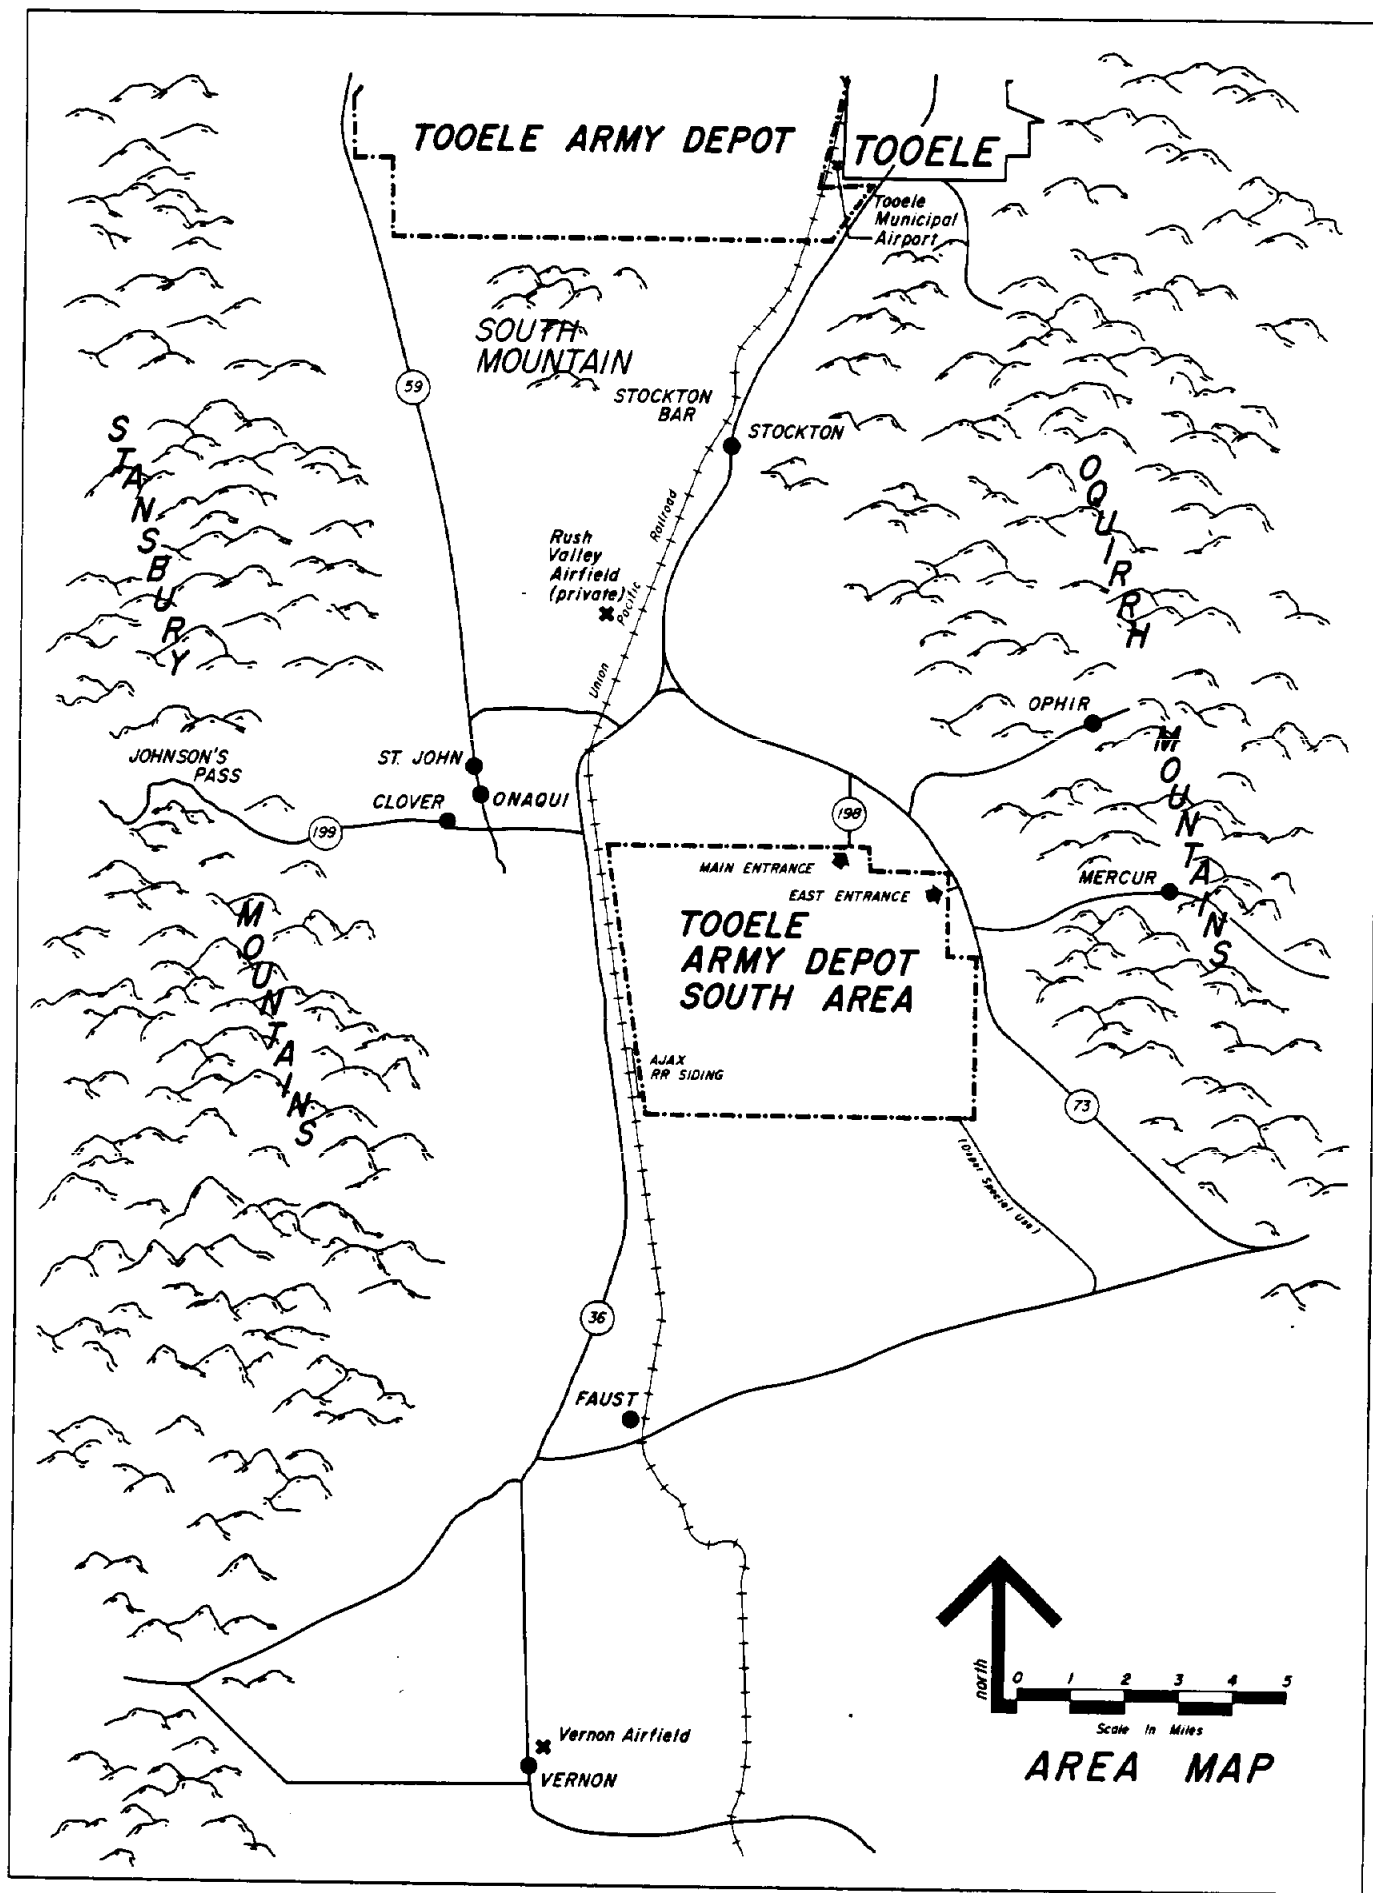 TOOELE ARMY DEPOT
TOOELE
Tooele
Municipal
Airport
SOUTH
MOUNTAIN
59
STOCKTON
BAR
STOCKTON
STANSBURY
OQUIRRH
Rush
Valley
Airfield
(private)
Union Pacific Railroad
OPHIR
MOUNTAINS
JOHNSON'S
PASS
ST. JOHN
CLOVER
ONAQUI
199
198
MAIN ENTRANCE
EAST ENTRANCE
MERCUR
MOUNTAINS
TOOELE
ARMY DEPOT
SOUTH AREA
AJAX
RR SIDING
73
(Depot Special Use)
36
FAUST
north
0 1 2 3 4 5
Scale In Miles
Vernon Airfield
VERNON
AREA MAP